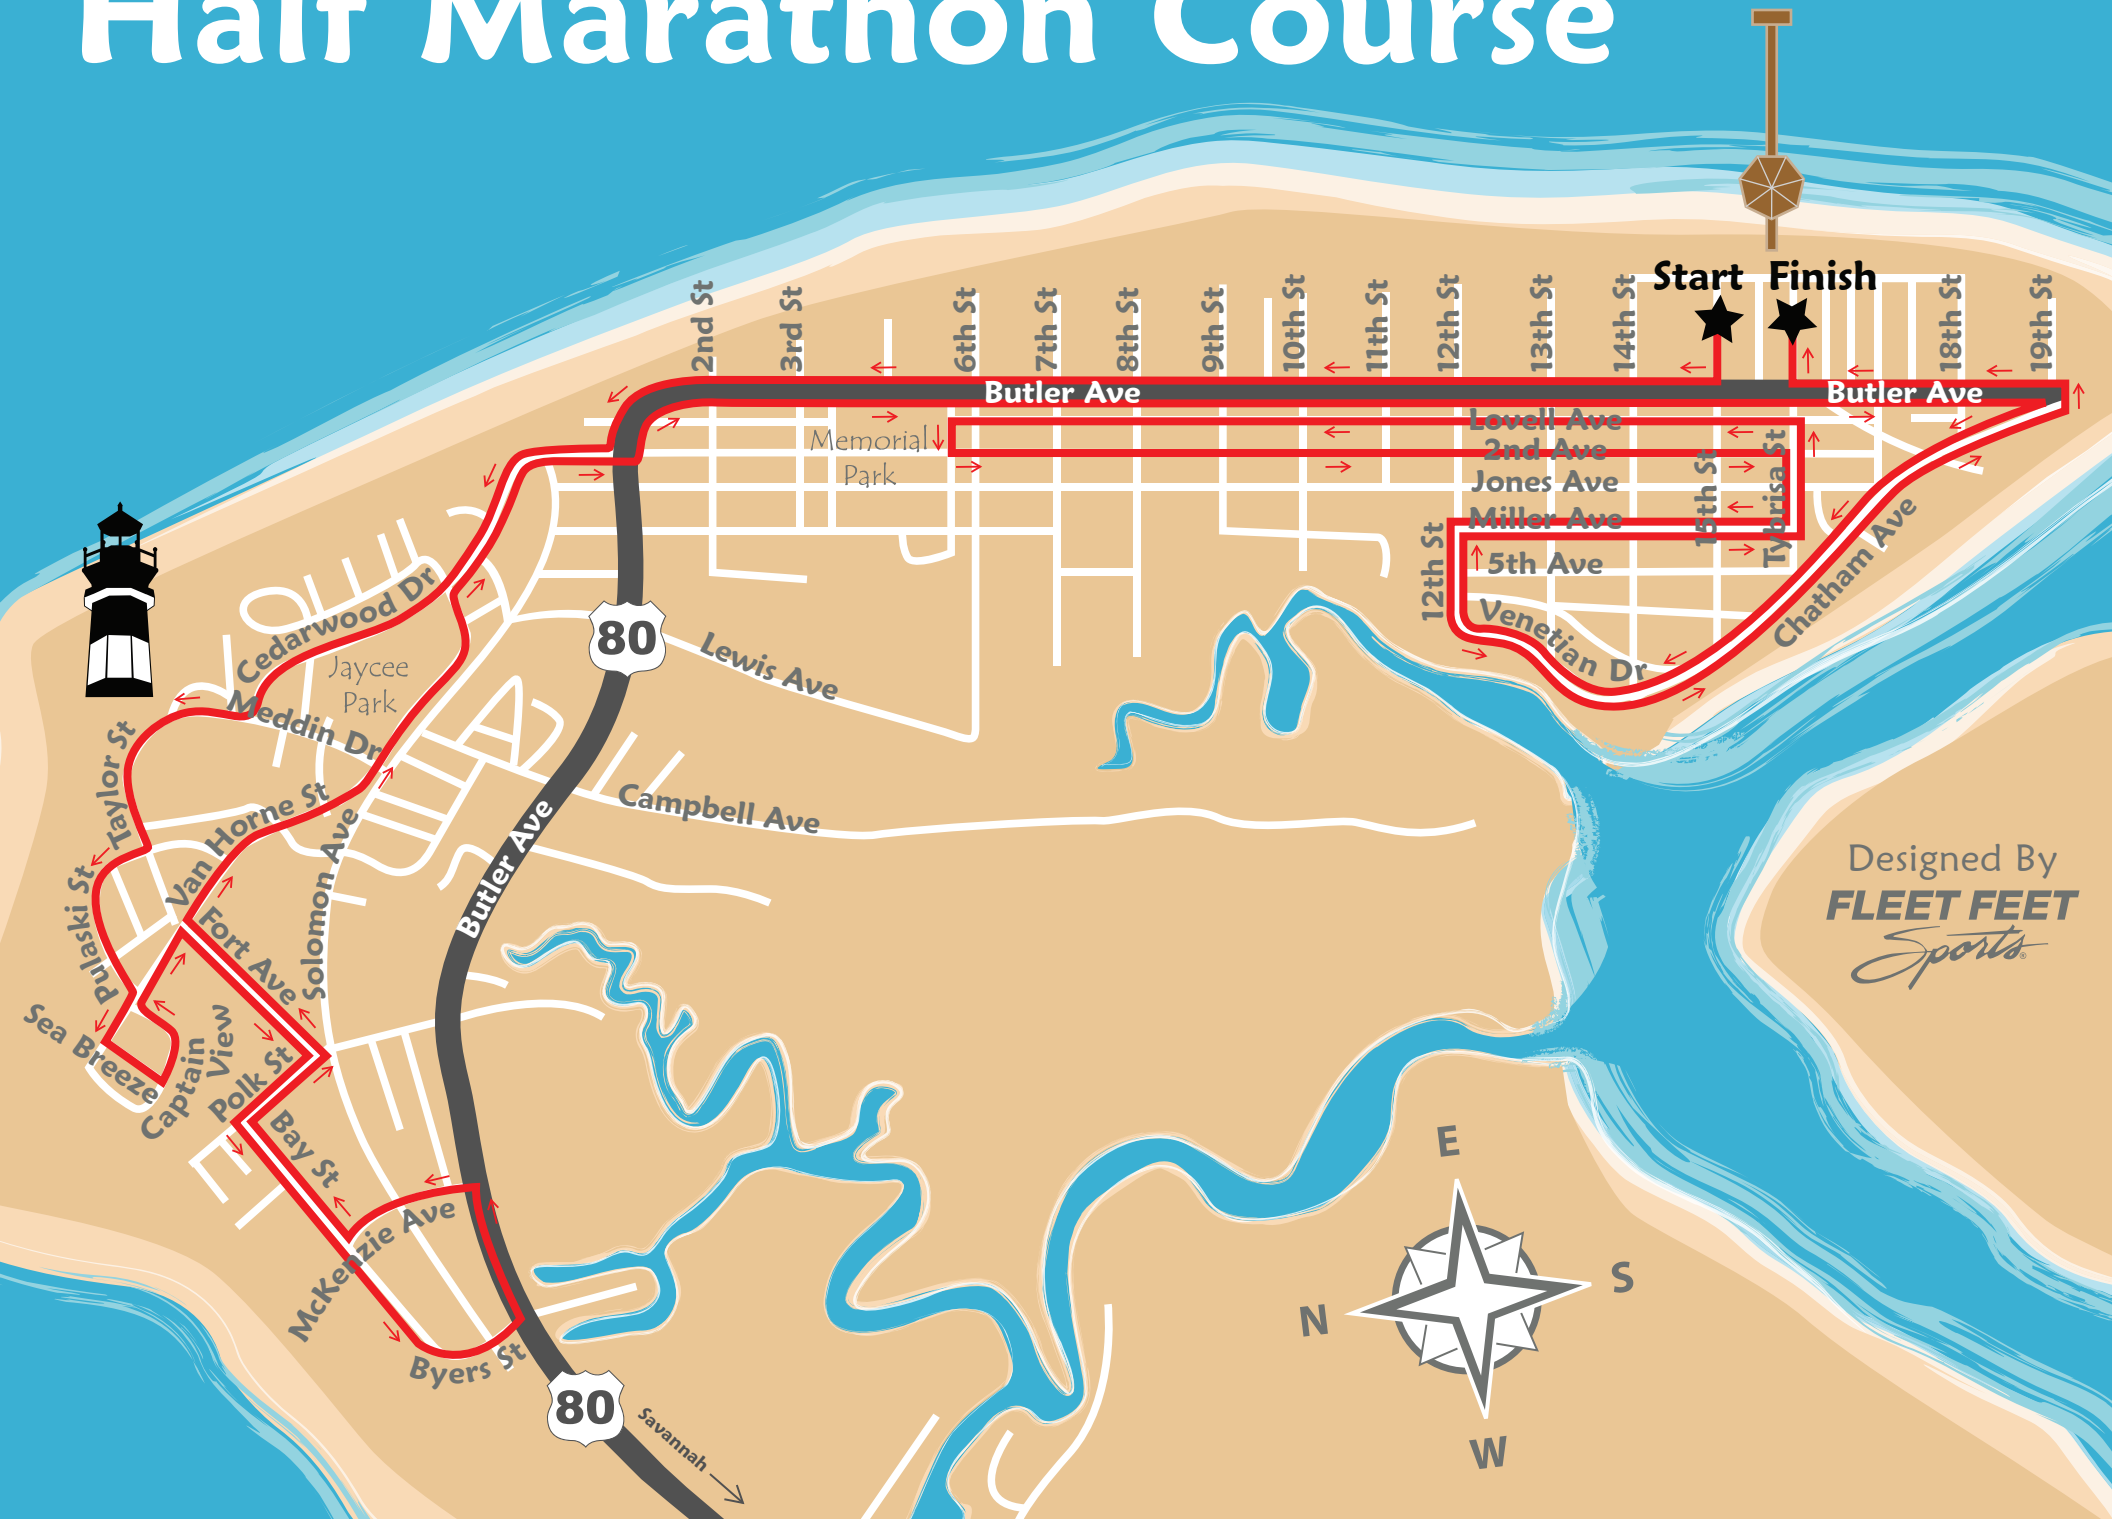 Half Marathon Course
Start
Finish
2nd St
3rd St
6th St
7th St
8th St
9th St
10th St
11th St
12th St
13th St
14th St
18th St
19th St
Butler Ave
Butler Ave
Lovell Ave
2nd Ave
Jones Ave
Miller Ave
5th Ave
12th St
15th St
Tybrisa St
Venetian Dr
Chatham Ave
Memorial
Park
80
Lewis Ave
Cedarwood Dr
Jaycee
Park
Meddin Dr
Taylor St
Van Horne St
Solomon Ave
Campbell Ave
Butler Ave
Pulaski St
Fort Ave
Sea Breeze
Captain
View
Polk St
Bay St
McKenzie Ave
Byers St
80
Savannah
Designed By
FLEET FEET
Sports®
E
S
N
W